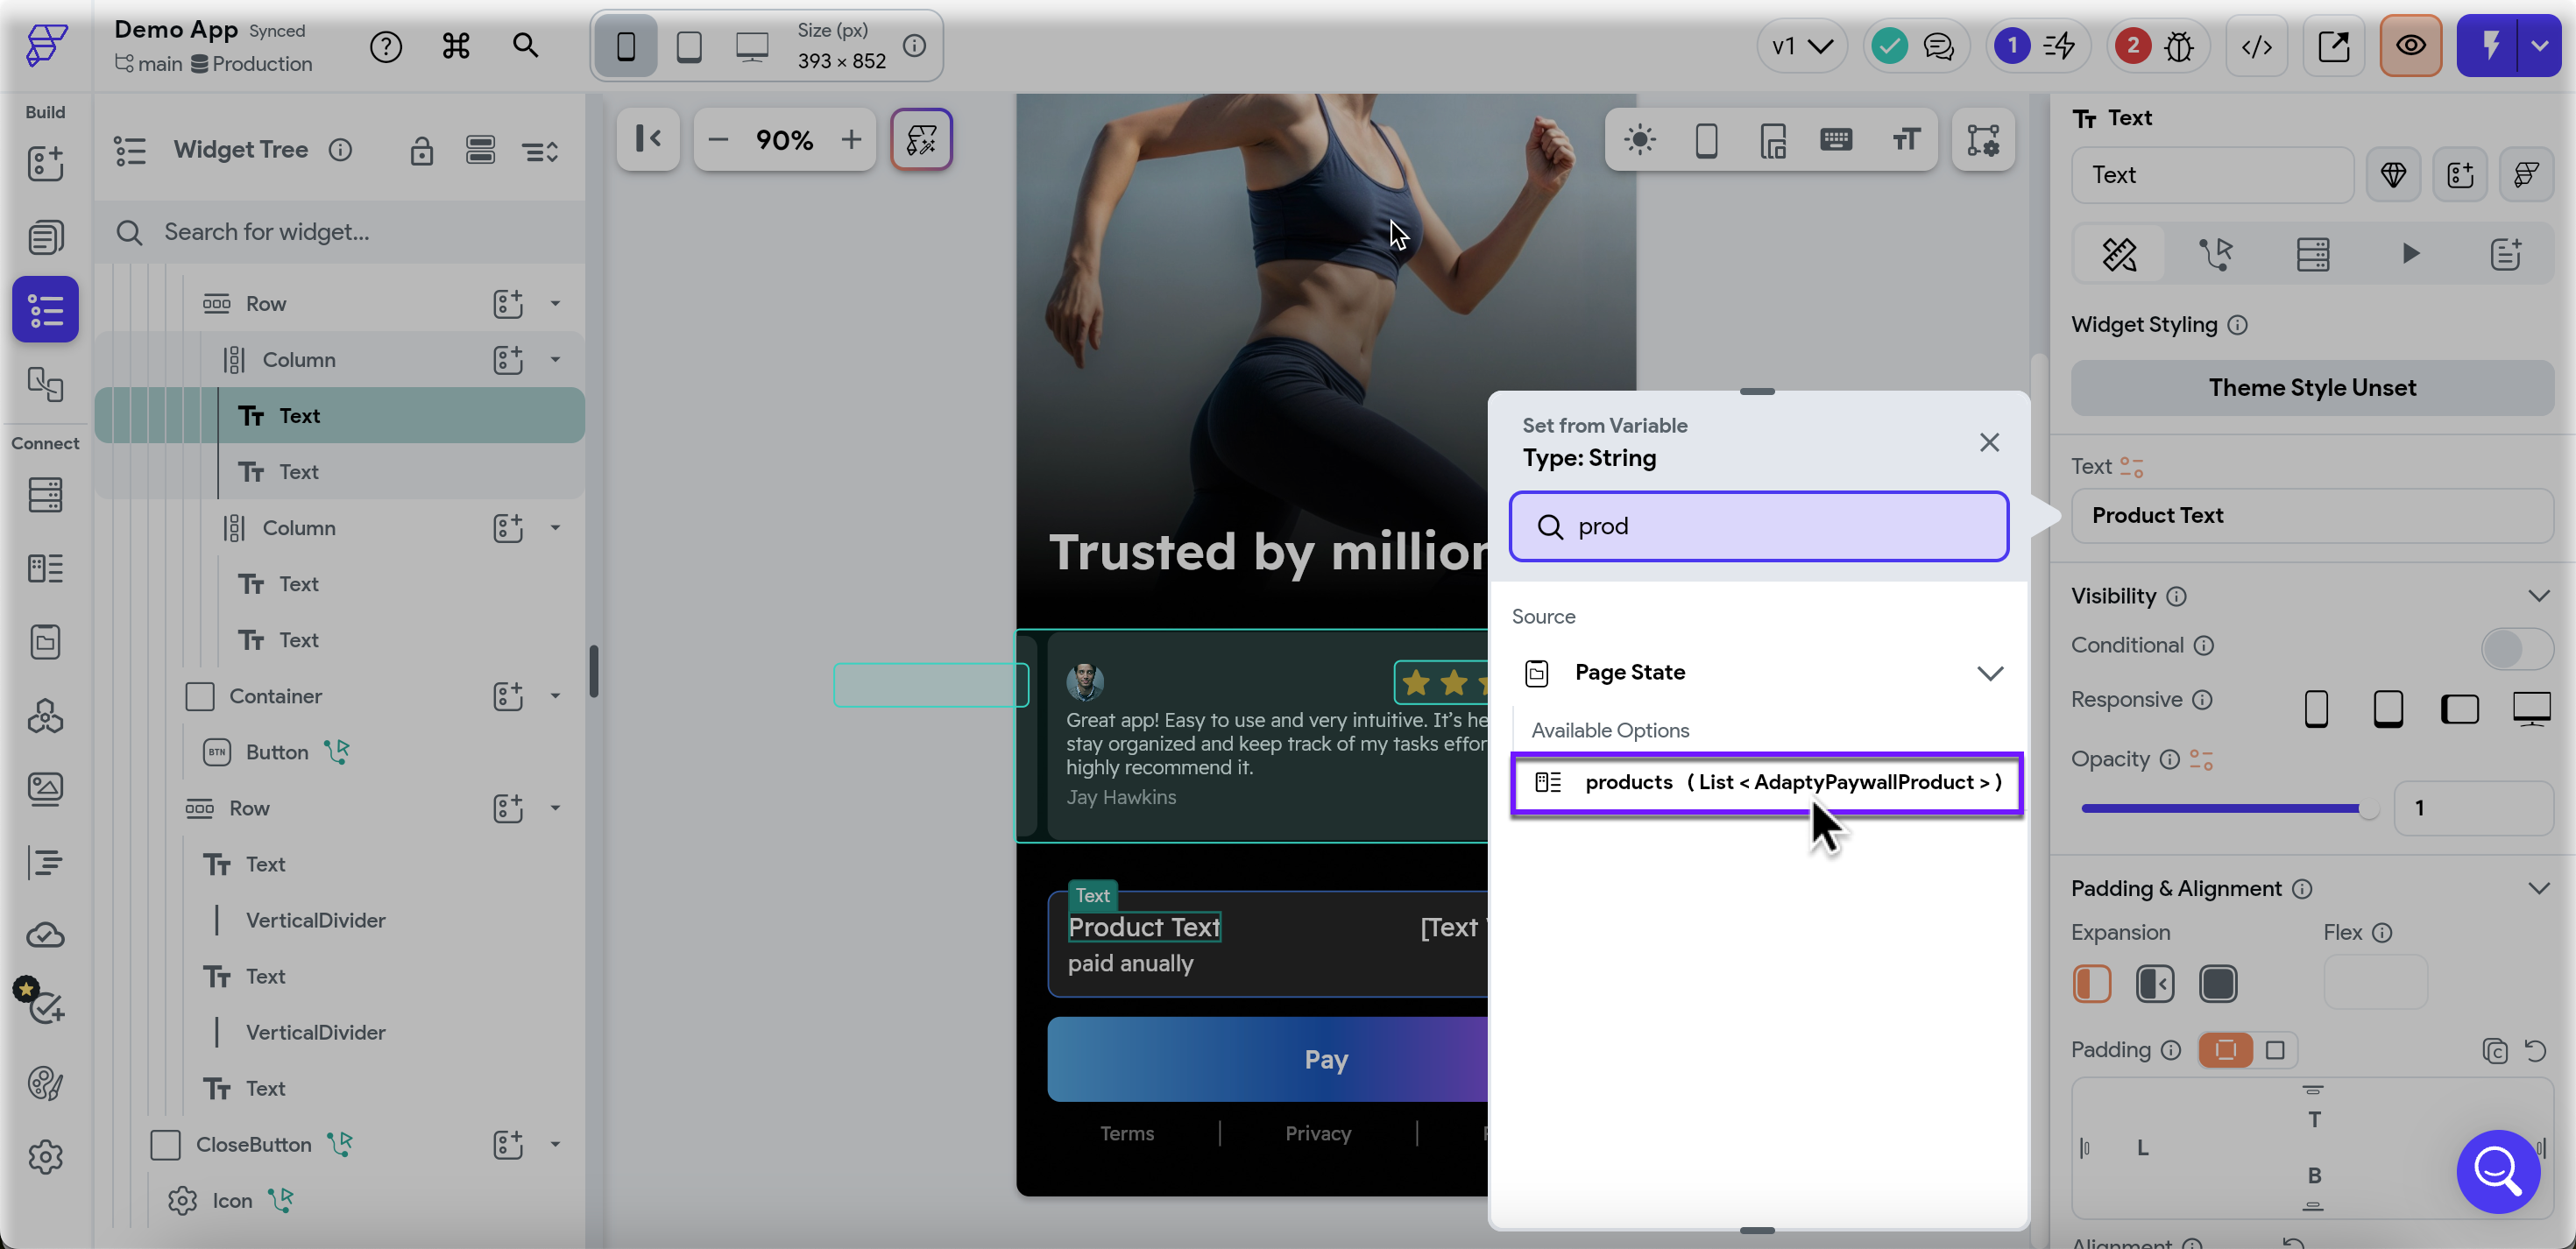 Demo App Synced
main Production
Size (px)
393 × 852
v1
1
2
Build
Connect
Widget Tree
Search for widget...
Row
Column
Text
Text
Column
Text
Text
Container
BTN Button
Row
Text
VerticalDivider
Text
VerticalDivider
Text
CloseButton
Icon
90%
Trusted by million
Great app! Easy to use and very intuitive. It's he
stay organized and keep track of my tasks effor
highly recommend it.
Jay Hawkins
Text
Product Text
[Text
paid anually
Pay
Terms
Privacy
Set from Variable
Type: String
prod
Source
Page State
Available Options
products ( List < AdaptyPaywallProduct > )
Text
Text
Widget Styling
Theme Style Unset
Text
Product Text
Visibility
Conditional
Responsive
Opacity
1
Padding & Alignment
Expansion
Flex
Padding
T
L
B
Alignment